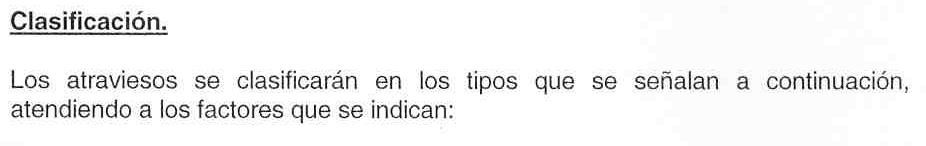 Clasificación.
Los atraviesos se clasificarán en los tipos que se señalan a continuación,
atendiendo a los factores que se indican: